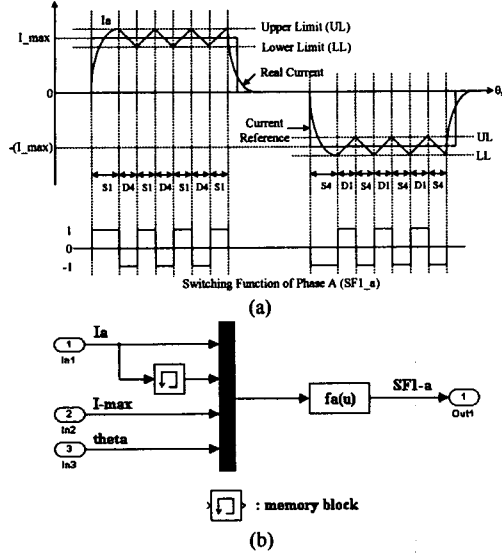 Ia
Upper Limit (UL)
I_max
Lower Limit (LL)
Real Current
0
θ
Current
Reference
UL
-(I_max)
LL
S1 D4 S1 D4 S1 D4 S1
S4 D1 S4 D1 S4 D1 S4
1
0
-1
Switching Function of Phase A (SF1_a)
(a)
Ia
1
In1
I-max
2
In2
theta
3
In3
fa(u)
SF1-a
1
Out1
: memory block
(b)